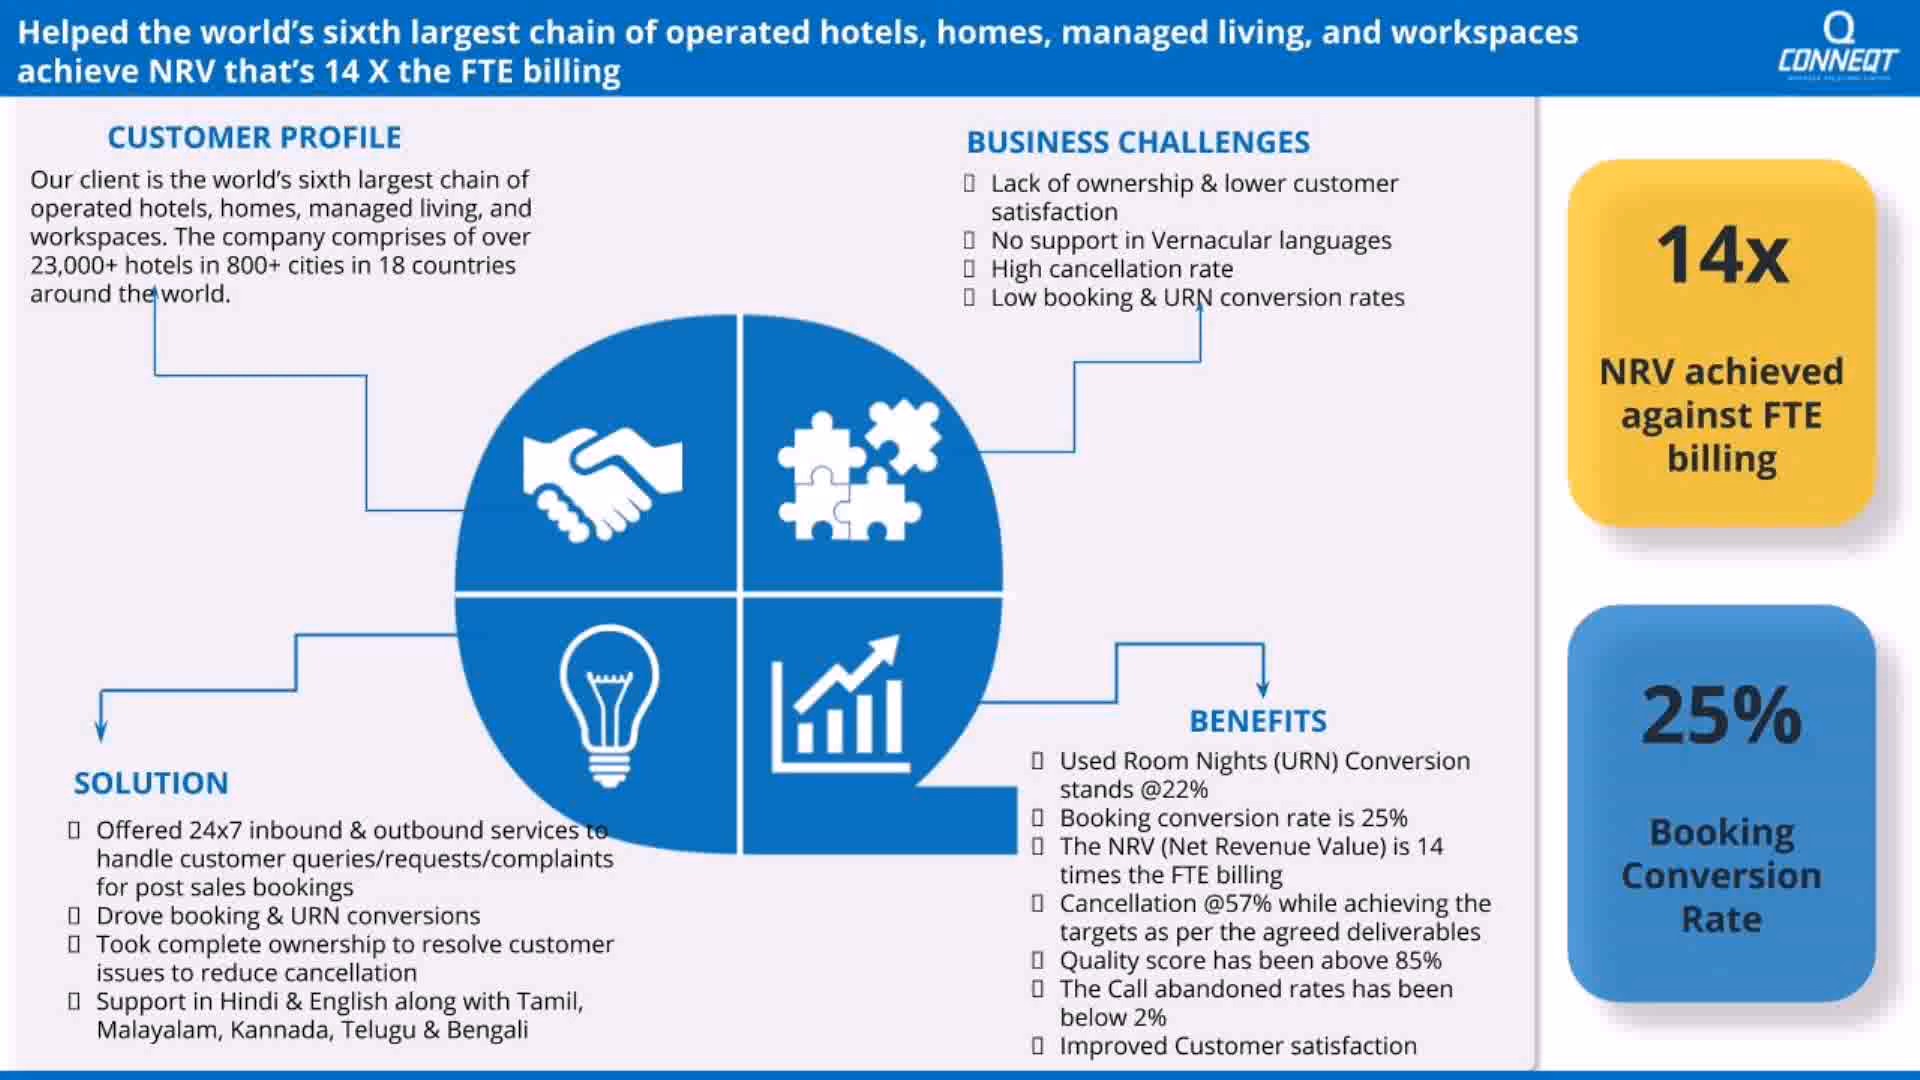 Helped the world's sixth largest chain of operated hotels, homes, managed living, and workspaces
achieve NRV that's 14 X the FTE billing
CONNEQT
CUSTOMER PROFILE
Our client is the world's sixth largest chain of
operated hotels, homes, managed living, and
workspaces. The company comprises of over
23,000+ hotels in 800+ cities in 18 countries
around the world.
BUSINESS CHALLENGES
Lack of ownership & lower customer
satisfaction
No support in Vernacular languages
High cancellation rate
Low booking & URN conversion rates
SOLUTION
Offered 24x7 inbound & outbound services to
handle customer queries/requests/complaints
for post sales bookings
Drove booking & URN conversions
Took complete ownership to resolve customer
issues to reduce cancellation
Support in Hindi & English along with Tamil,
Malayalam, Kannada, Telugu & Bengali
BENEFITS
Used Room Nights (URN) Conversion
stands @22%
Booking conversion rate is 25%
The NRV (Net Revenue Value) is 14
times the FTE billing
Cancellation @57% while achieving the
targets as per the agreed deliverables
Quality score has been above 85%
The Call abandoned rates has been
below 2%
Improved Customer satisfaction
14x
NRV achieved
against FTE
billing
25%
Booking
Conversion
Rate